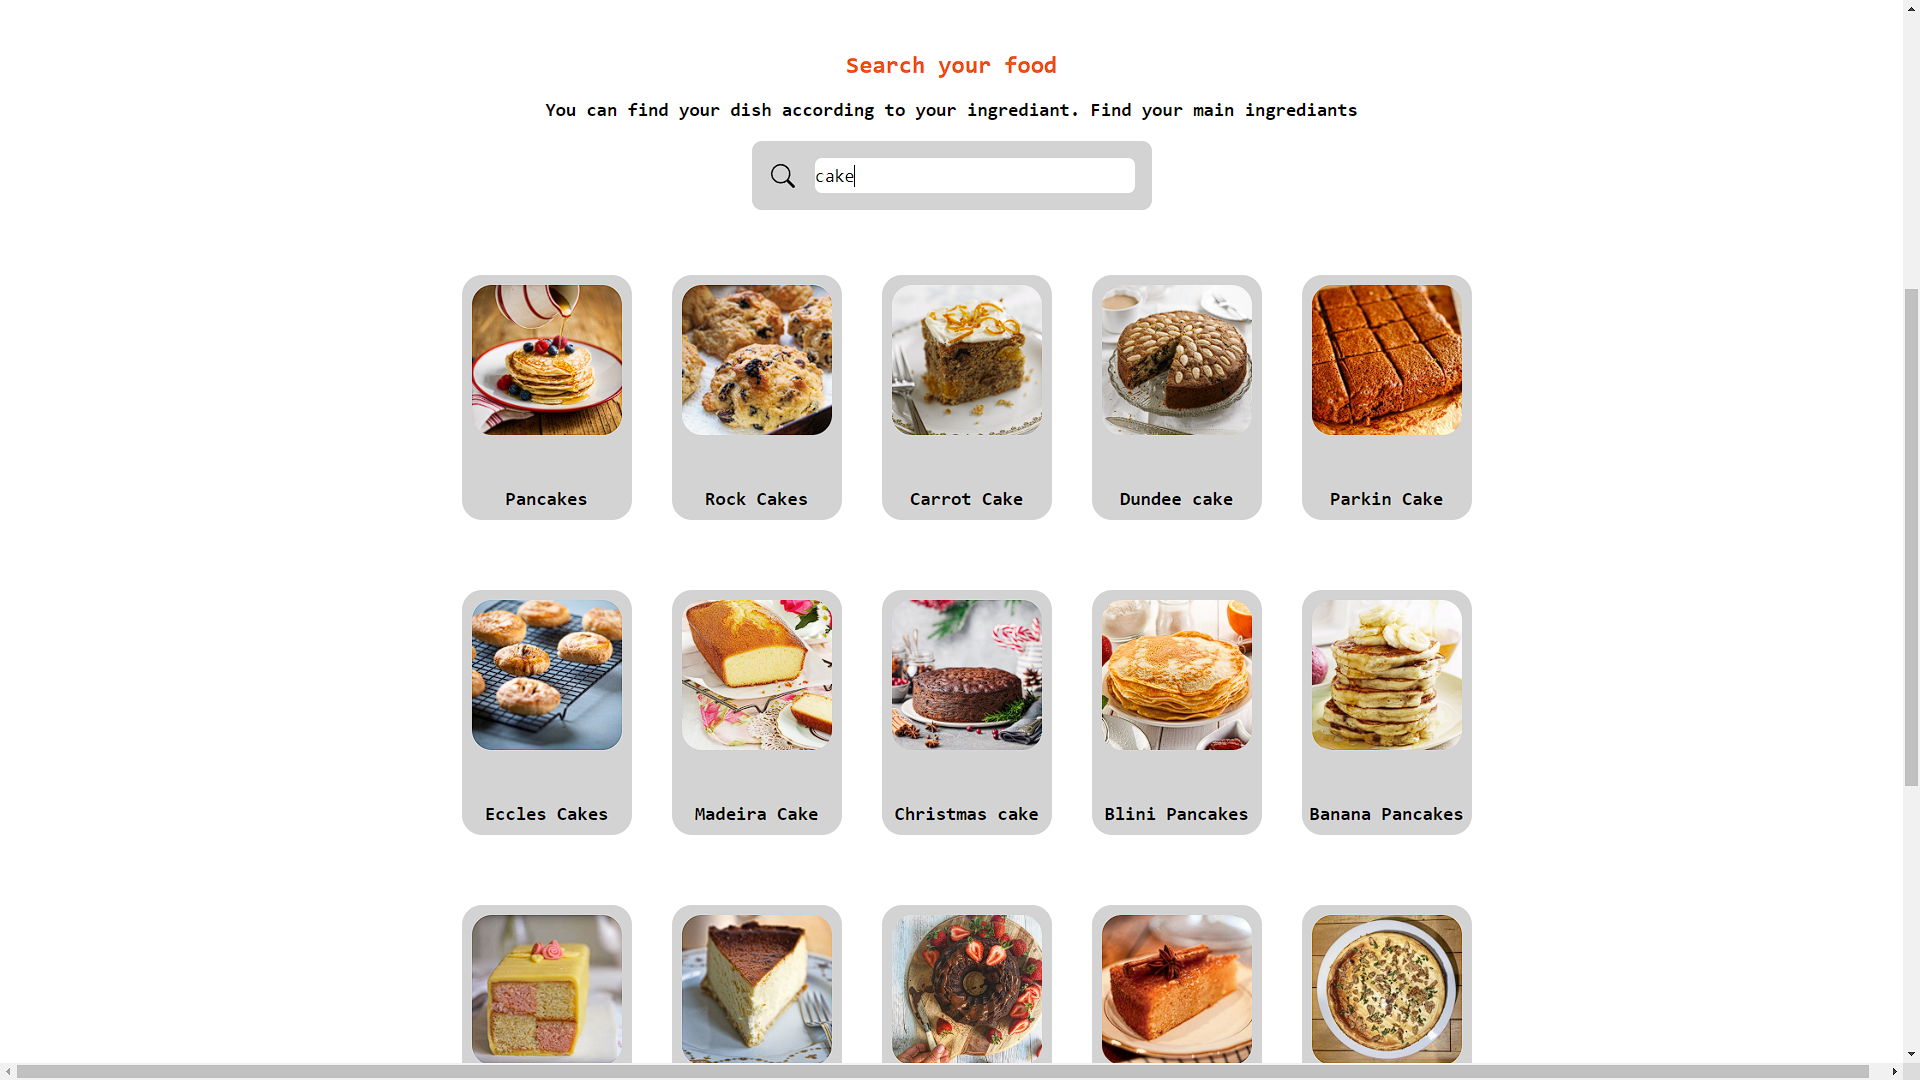 Search your food
You can find your dish according to your ingrediant. Find your main ingrediants
cake
Pancakes
Rock Cakes
Carrot Cake
Dundee cake
Parkin Cake
Eccles Cakes
Madeira Cake
Christmas cake
Blini Pancakes
Banana Pancakes